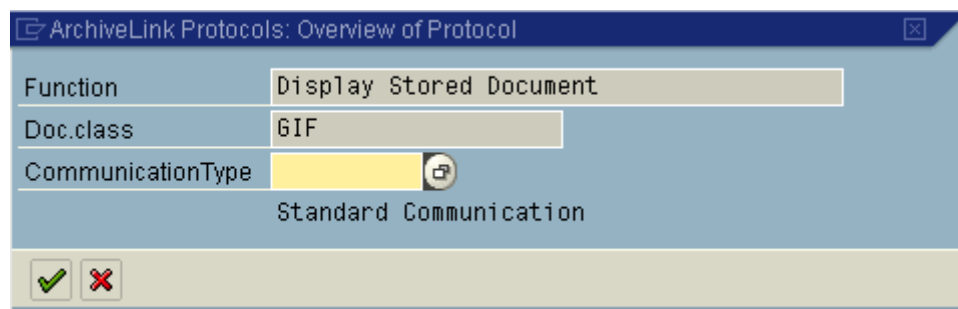 ArchiveLink Protocols: Overview of Protocol
Function Display Stored Document
Doc.class GIF
CommunicationType
Standard Communication